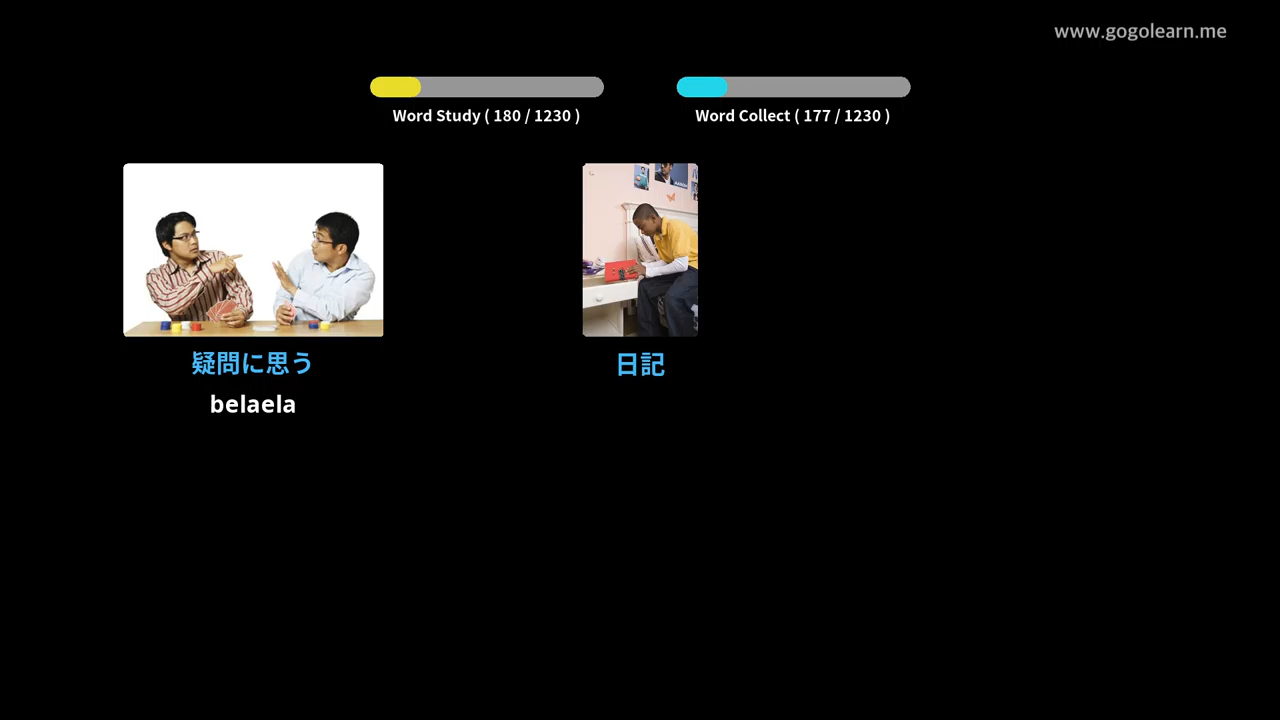 www.gogolearn.me
Word Study ( 180 / 1230 )
Word Collect ( 177 / 1230 )
疑問に思う
belaela
日記